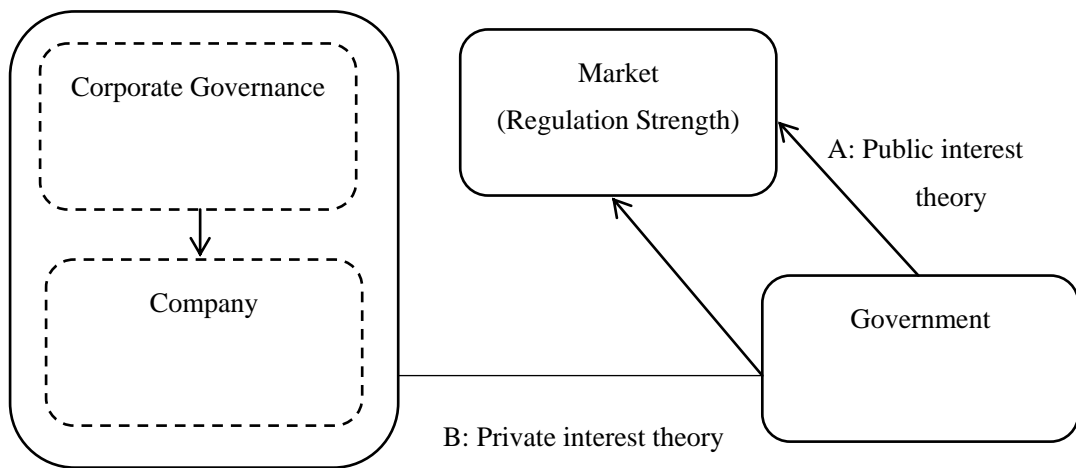 Corporate Governance
Company
Market
(Regulation Strength)
A: Public interest
theory
Government
B: Private interest theory